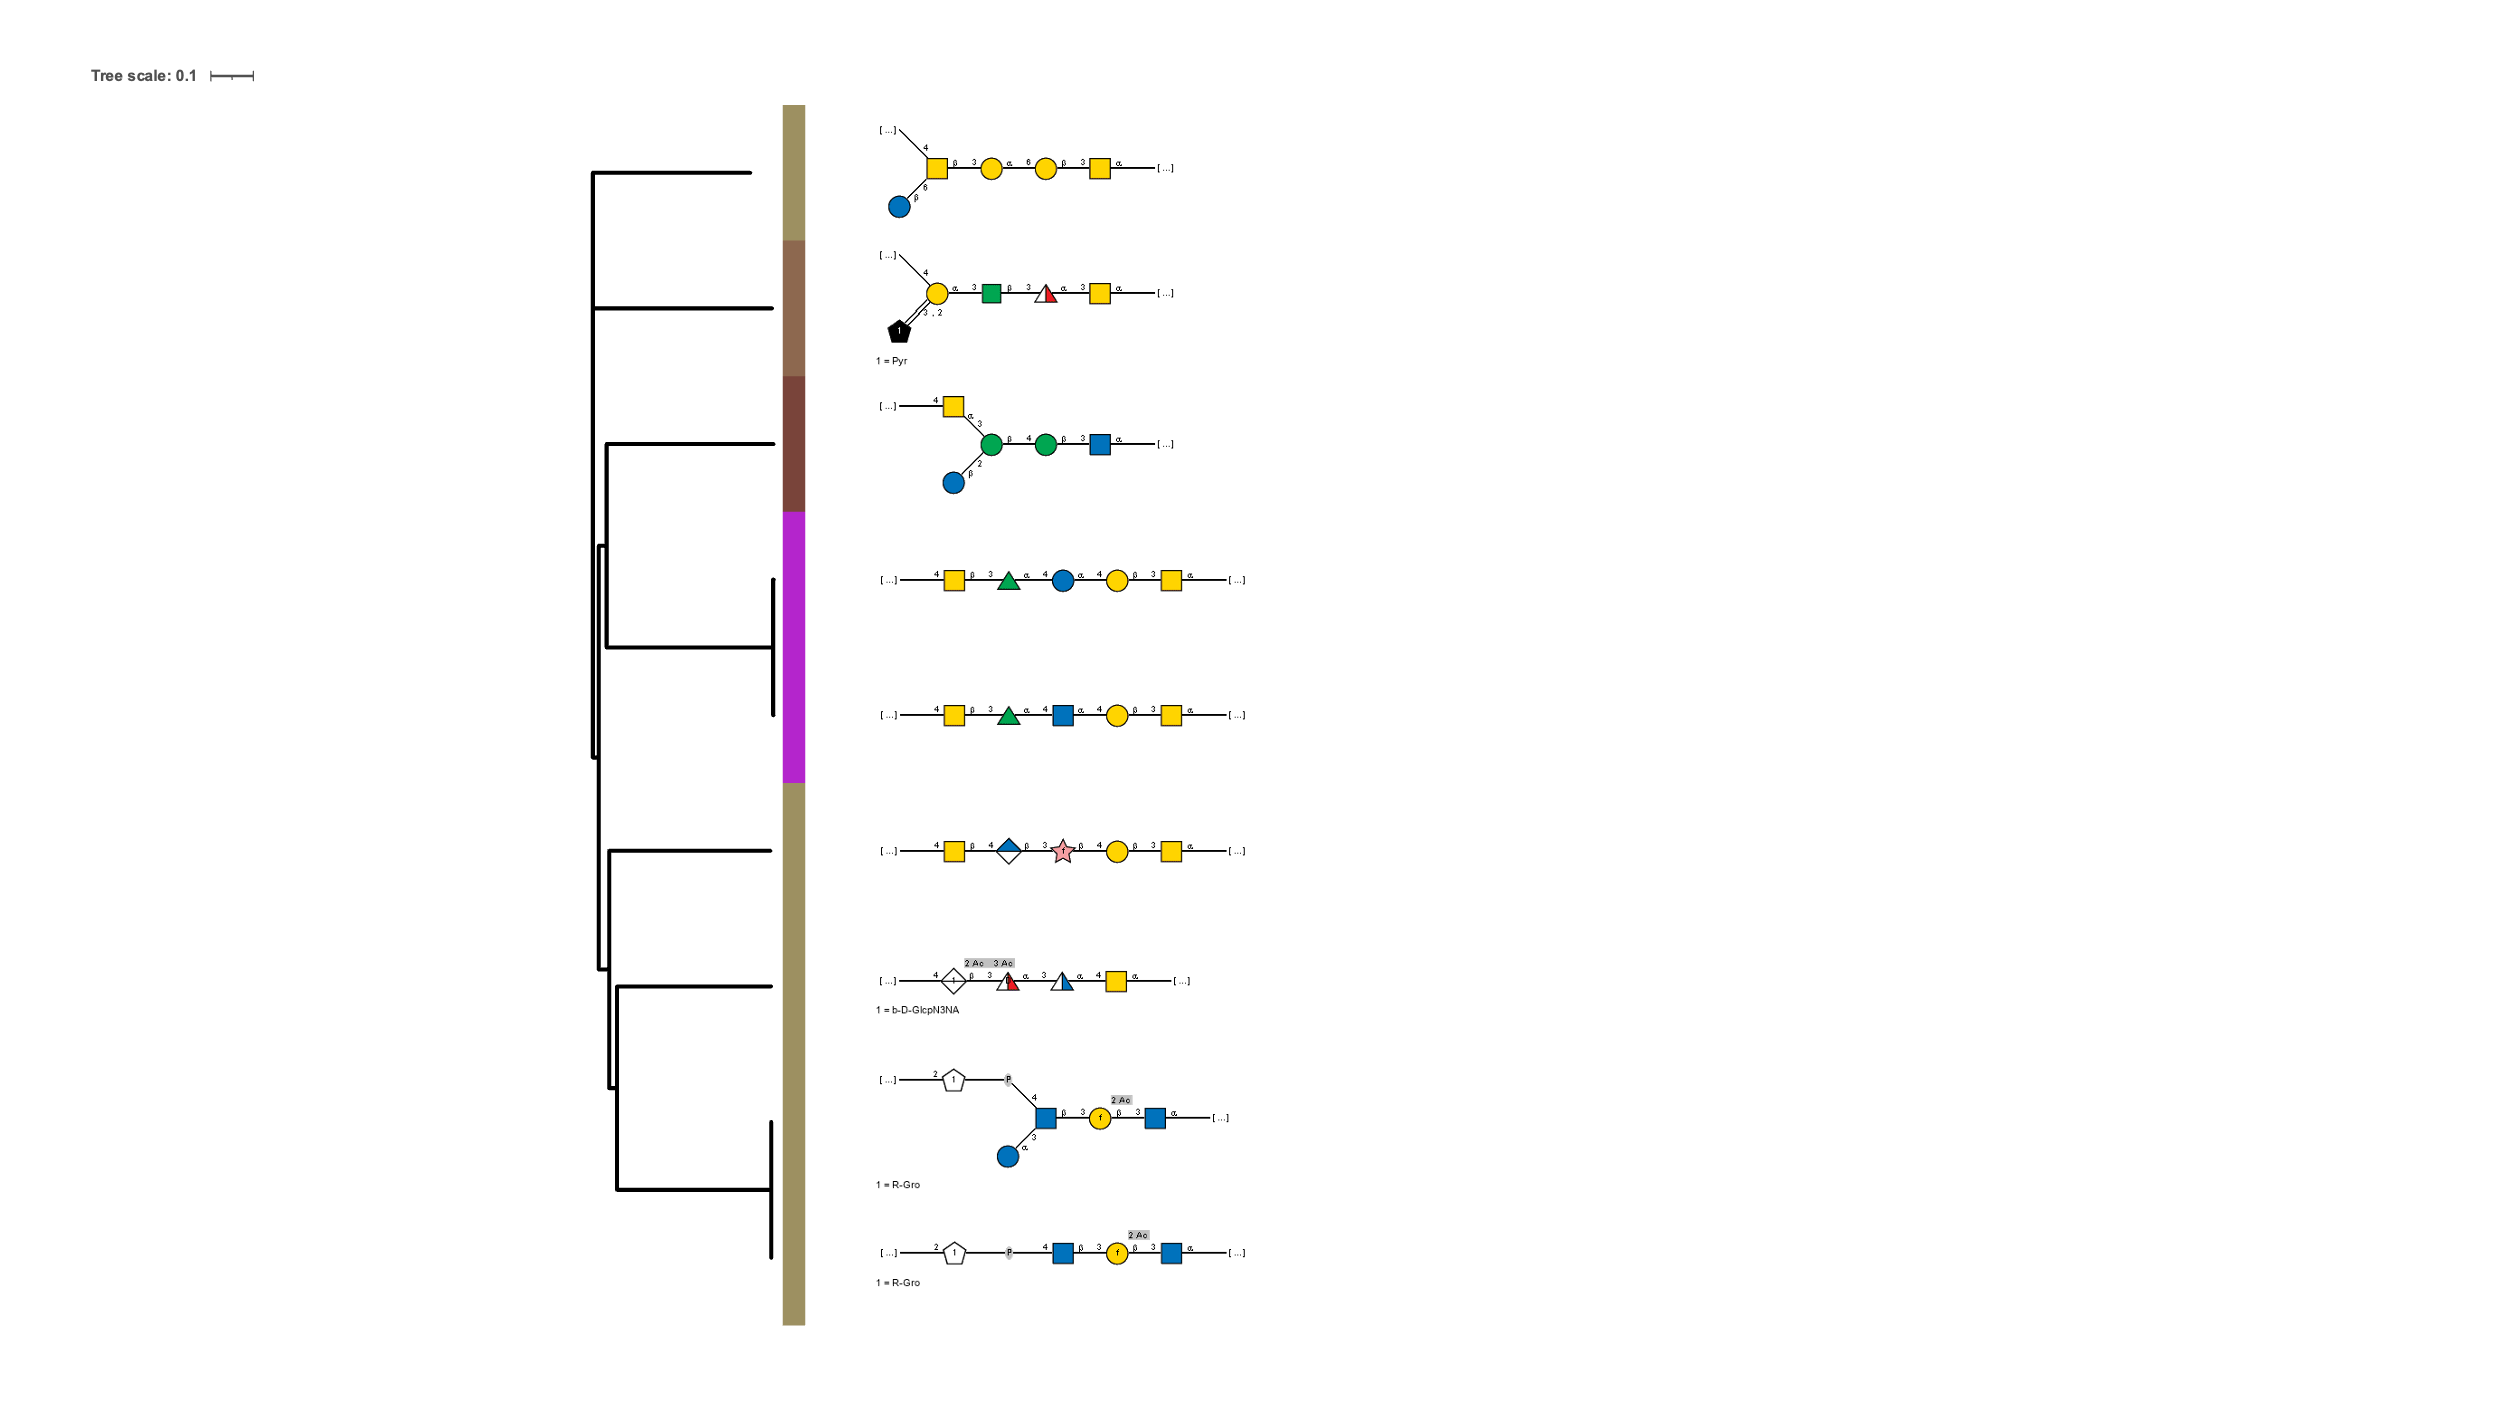 Tree scale: 0.1
[ ... ]
4
β 3 α 6 β 3 α [ ... ]
6
β
[ ... ]
4
α 3 β 3 α 3 α [ ... ]
3 , 2
1
1 = Pyr
[ ... ] 4
α
3
β 4 β 3 α [ ... ]
2
β
[ ... ] 4 β 3 α 4 α 4 β 3 α [ ... ]
[ ... ] 4 β 3 α 4 α 4 β 3 α [ ... ]
[ ... ] 4 β 4 β 3 f β 4 β 3 α [ ... ]
2 Ac 3 Ac
[ ... ] 4 1 β 3 α 3 α 4 α [ ... ]
1 = b-D-GlcpN3NA
[ ... ] 2 1 P
4
2 Ac
β 3 f β 3 α [ ... ]
3
α
1 = R-Gro
2 Ac
[ ... ] 2 1 P 4 β 3 f β 3 α [ ... ]
1 = R-Gro